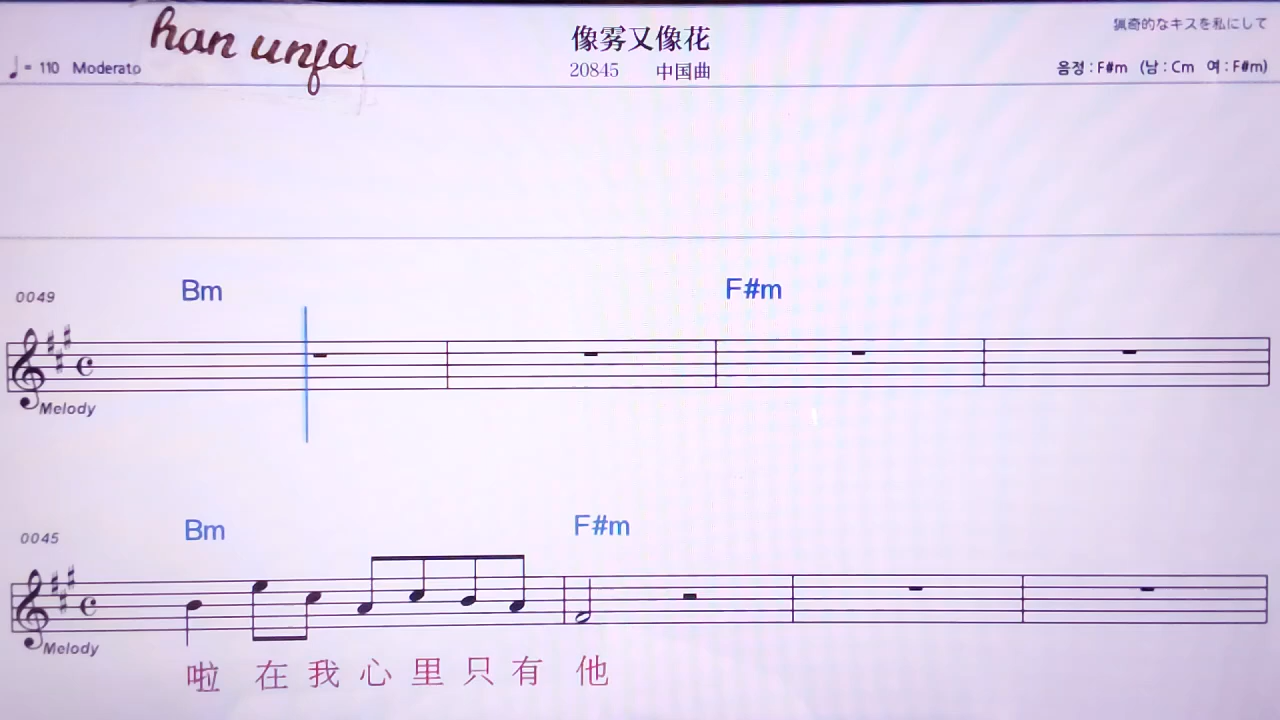 han unfa
像雾又像花
猟奇的なキスを私にして
♩= 110 Moderato
20845 中国曲
음정 : F#m (남 : Cm 여 : F#m)
0049 Bm F#m
Melody
0045 Bm F#m
Melody
啦 在 我 心 里 只 有 他